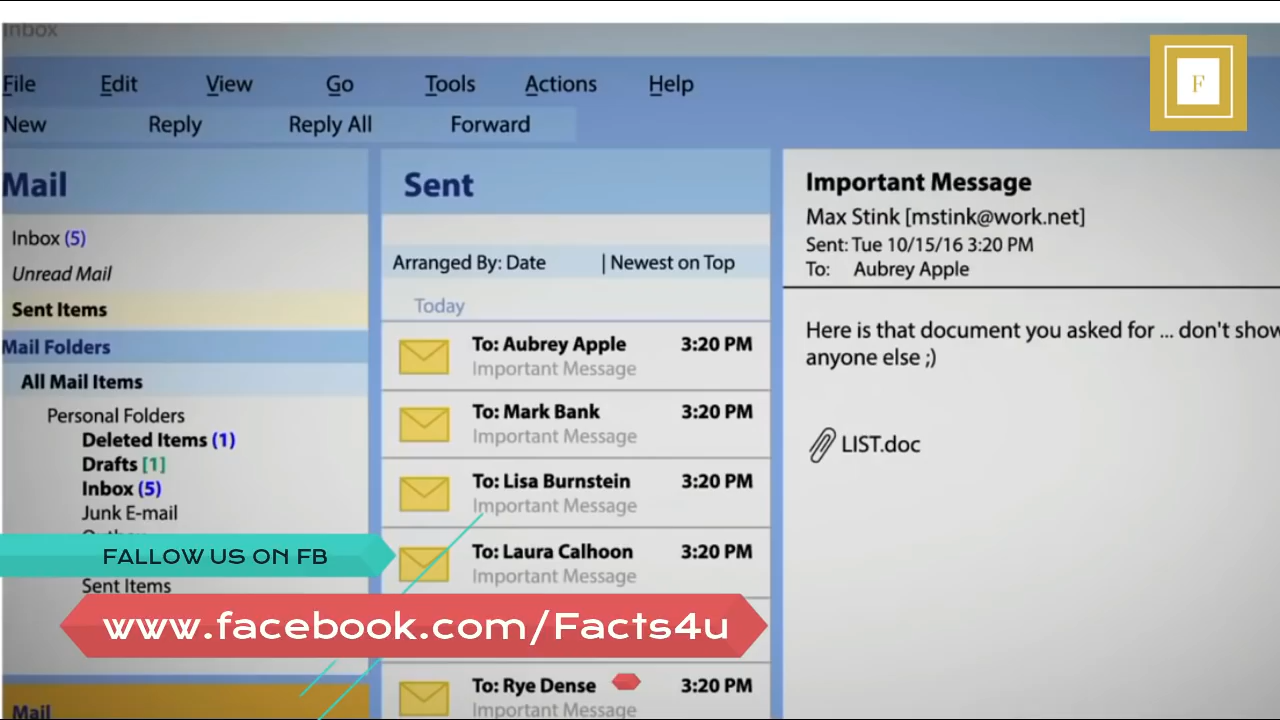 Inbox
File Edit View Go Tools Actions Help
New Reply Reply All Forward
F
Mail
Inbox (5)
Unread Mail
Sent Items
Mail Folders
All Mail Items
Personal Folders
Deleted Items (1)
Drafts [1]
Inbox (5)
Junk E-mail
Sent Items
Mail
Sent
Arranged By: Date | Newest on Top
Today
To: Aubrey Apple 3:20 PM
Important Message
To: Mark Bank 3:20 PM
Important Message
To: Lisa Burnstein 3:20 PM
Important Message
To: Laura Calhoon 3:20 PM
Important Message
To: Rye Dense 3:20 PM
Important Message
Important Message
Max Stink [mstink@work.net]
Sent: Tue 10/15/16 3:20 PM
To: Aubrey Apple
Here is that document you asked for ... don't show
anyone else ;)
LIST.doc
FALLOW US ON FB
www.facebook.com/Facts4u